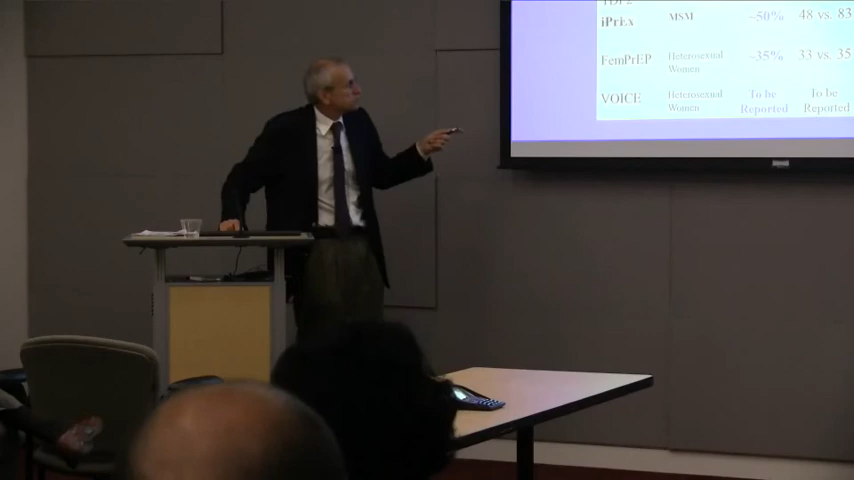 TDF2
iPrEx MSM ~50% 48 vs. 83
FemPrEP Heterosexual Women ~35% 33 vs. 35
VOICE Heterosexual Women To be Reported To be Reported